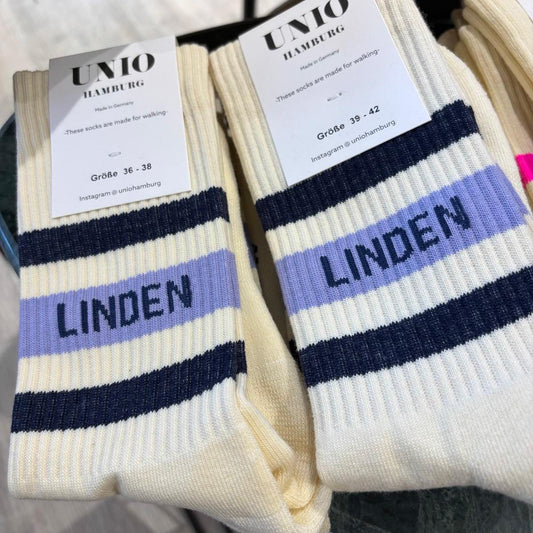 UNIO
HAMBURG
Made in Germany
-These socks are made for walking-
Größe 36 - 38
Instagram @ uniohamburg
LINDEN
UNIO
HAMBURG
Made in Germany
-These socks are made for walking-
Größe 39 - 42
Instagram @ uniohamburg
LINDEN